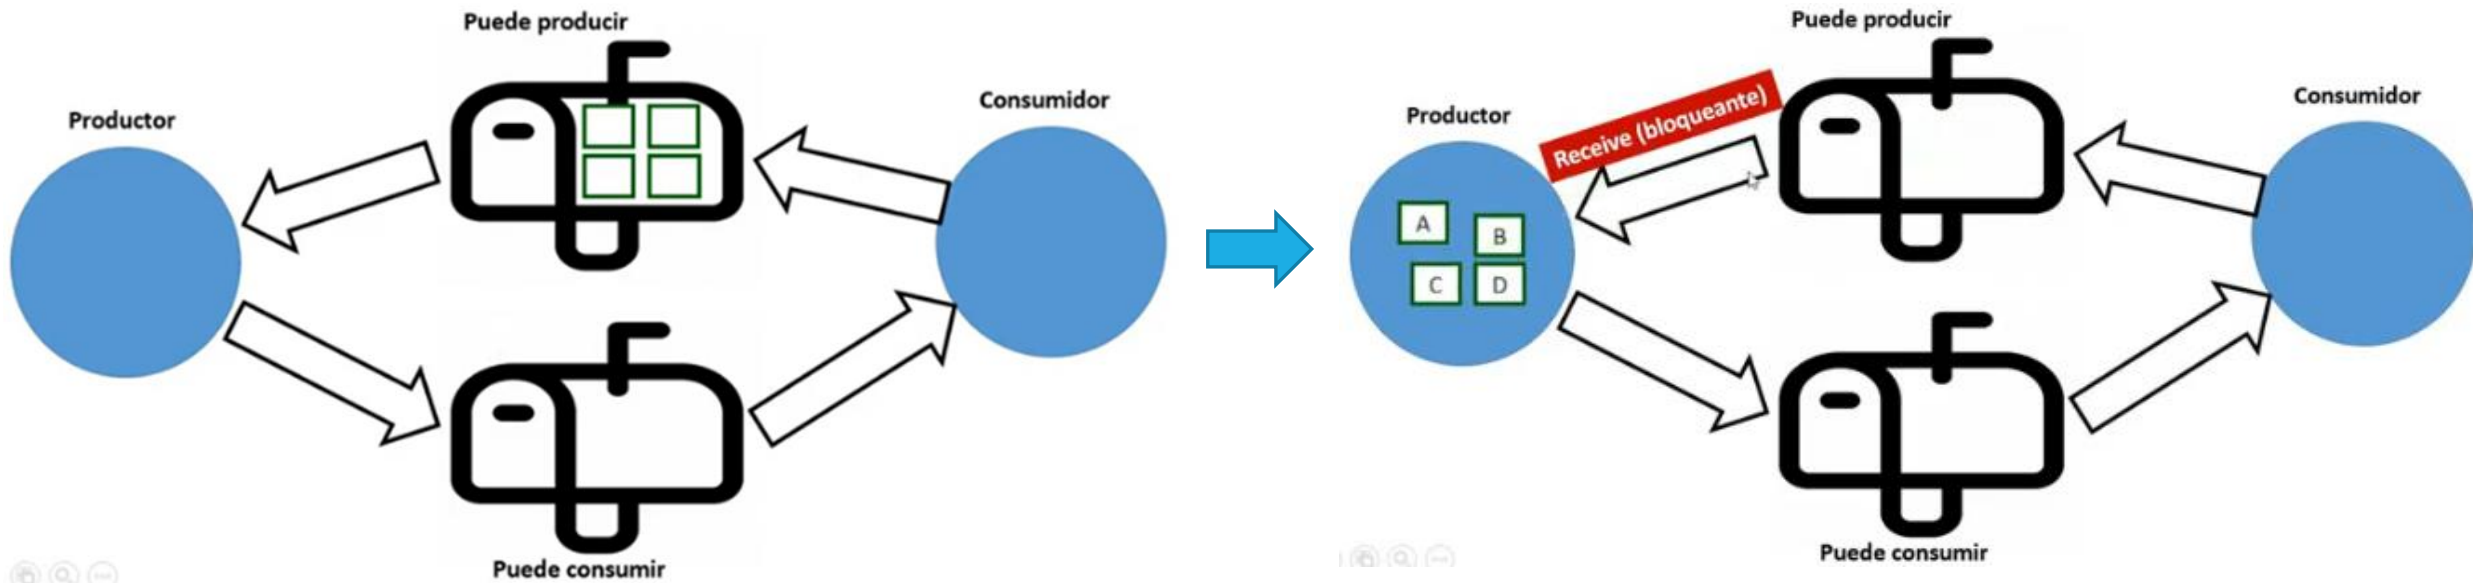 Puede producir
Productor
Consumidor
Puede consumir
Puede producir
Receive (bloqueante)
Productor
Consumidor
A
B
C
D
Puede consumir